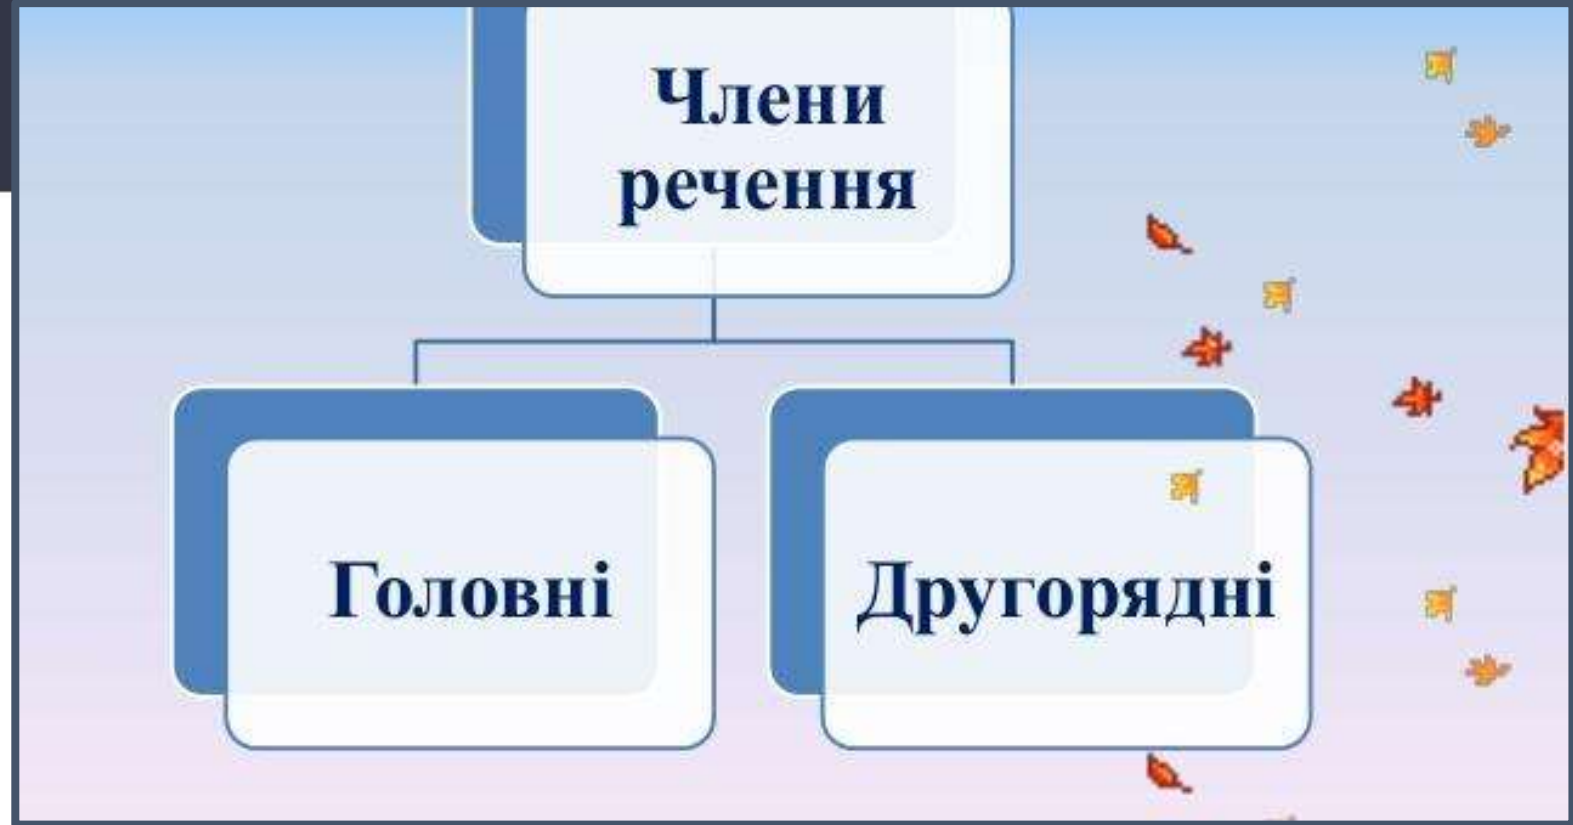 Члени
речення
Головні
Другорядні